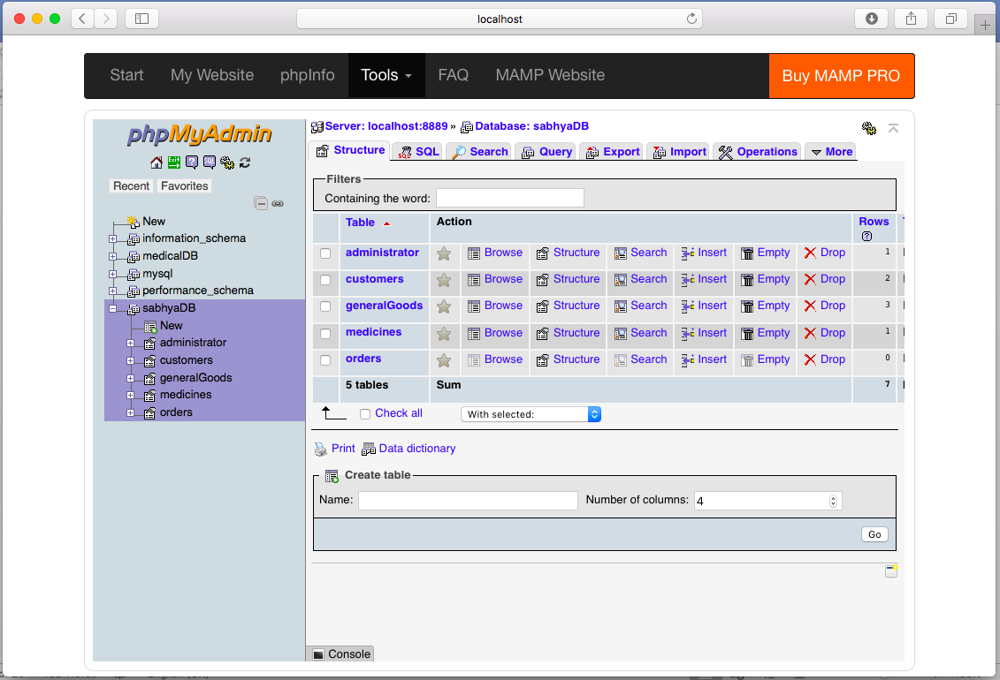 localhost
Start My Website phpInfo Tools FAQ MAMP Website Buy MAMP PRO
phpMyAdmin
Recent Favorites
New
information_schema
medicalDB
mysql
performance_schema
sabhyaDB
New
administrator
customers
generalGoods
medicines
orders
Server: localhost:8889 » Database: sabhyaDB
Structure SQL Search Query Export Import Operations More
Filters
Containing the word:
Table Action Rows
administrator Browse Structure Search Insert Empty Drop 1
customers Browse Structure Search Insert Empty Drop 2
generalGoods Browse Structure Search Insert Empty Drop 3
medicines Browse Structure Search Insert Empty Drop 1
orders Browse Structure Search Insert Empty Drop 0
5 tables Sum 7
Check all With selected:
Print Data dictionary
Create table
Name: Number of columns: 4
Go
Console